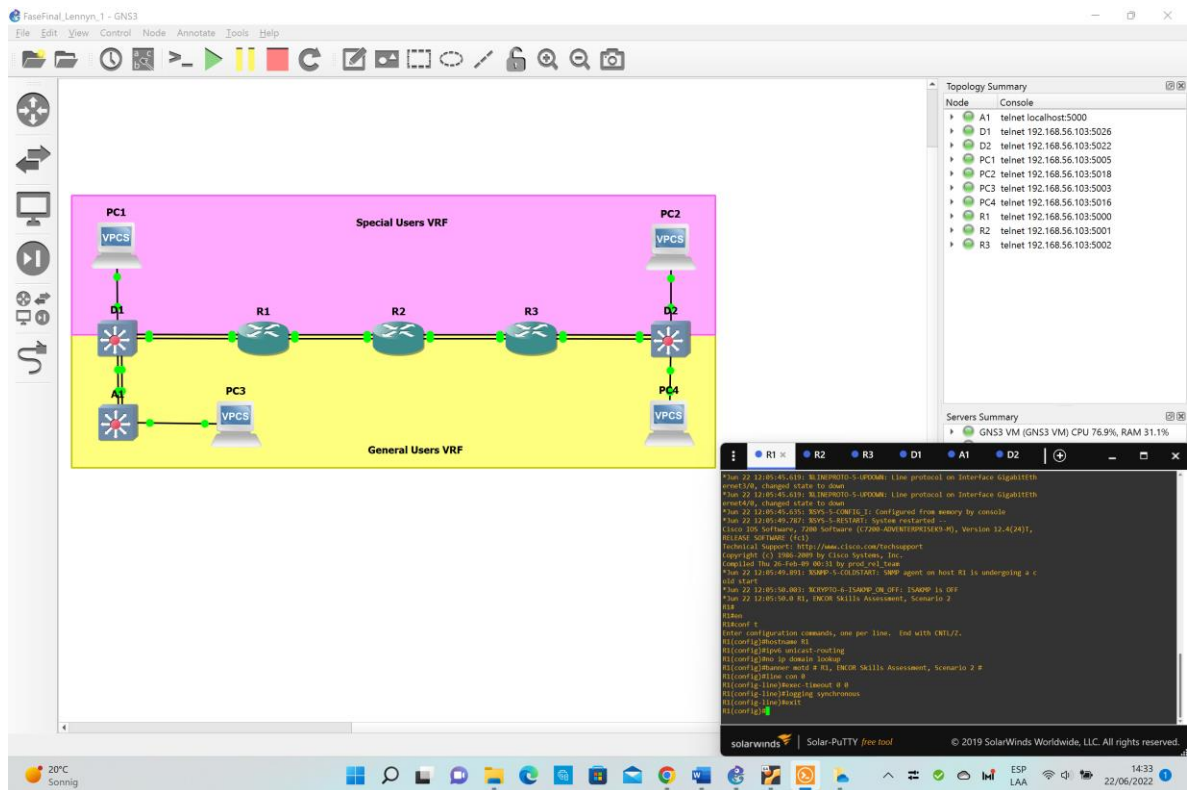 FaseFinal_Lennyn_1 - GNS3
File Edit View Control Node Annotate Tools Help
Topology Summary
Node Console
A1 telnet localhost:5000
D1 telnet 192.168.56.103:5026
D2 telnet 192.168.56.103:5022
PC1 telnet 192.168.56.103:5005
PC2 telnet 192.168.56.103:5018
PC3 telnet 192.168.56.103:5003
PC4 telnet 192.168.56.103:5016
R1 telnet 192.168.56.103:5000
R2 telnet 192.168.56.103:5001
R3 telnet 192.168.56.103:5002
PC1
Special Users VRF
PC2
VPCS
VPCS
D1
R1
R2
R3
D2
A1
PC3
PC4
VPCS
VPCS
General Users VRF
Servers Summary
GNS3 VM (GNS3 VM) CPU 76.9%, RAM 31.1%
R1
R2
R3
D1
A1
D2
*Jun 22 12:05:45.619: %LINEPROTO-5-UPDOWN: Line protocol on Interface GigabitEth
ernet3/0, changed state to down
*Jun 22 12:05:45.619: %LINEPROTO-5-UPDOWN: Line protocol on Interface GigabitEth
ernet4/0, changed state to down
*Jun 22 12:05:45.635: %SYS-5-CONFIG_I: Configured from memory by console
*Jun 22 12:05:49.787: %SYS-5-RESTART: System restarted --
Cisco IOS Software, 7200 Software (C7200-ADVENTERPRISEK9-M), Version 12.4(24)T,
RELEASE SOFTWARE (fc1)
Technical Support: http://www.cisco.com/techsupport
Copyright (c) 1986-2009 by Cisco Systems, Inc.
Compiled Thu 26-Feb-09 00:31 by prod_rel_team
*Jun 22 12:05:49.891: %SNMP-5-COLDSTART: SNMP agent on host R1 is undergoing a c
old start
*Jun 22 12:05:50.003: %CRYPTO-6-ISAKMP_ON_OFF: ISAKMP is OFF
*Jun 22 12:05:50.0 R1, ENCOR Skills Assessment, Scenario 2
R1#
R1#en
R1#conf t
Enter configuration commands, one per line. End with CNTL/Z.
R1(config)#hostname R1
R1(config)#ipv6 unicast-routing
R1(config)#no ip domain lookup
R1(config)#banner motd # R1, ENCOR Skills Assessment, Scenario 2 #
R1(config)#line con 0
R1(config-line)#exec-timeout 0 0
R1(config-line)#logging synchronous
R1(config-line)#exit
R1(config)#
solarwinds Solar-PuTTY free tool © 2019 SolarWinds Worldwide, LLC. All rights reserved.
20°C
Sonnig
ESP
LAA
14:33
22/06/2022
1